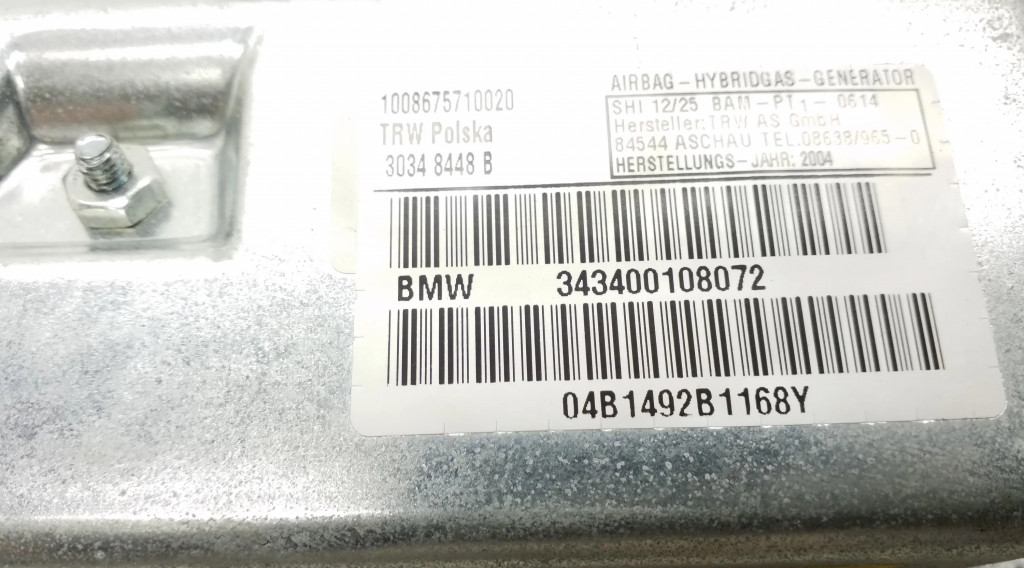 1008675710020
TRW Polska
3034 8448 B
AIRBAG-HYBRIDGAS-GENERATOR
SHI 12/25 BAM-PT1-0614
Hersteller:TRW AS GmbH
84544 ASCHAU TEL.08638/965-0
HERSTELLUNGS-JAHR: 2004
BMW 343400108072
04B1492B1168Y